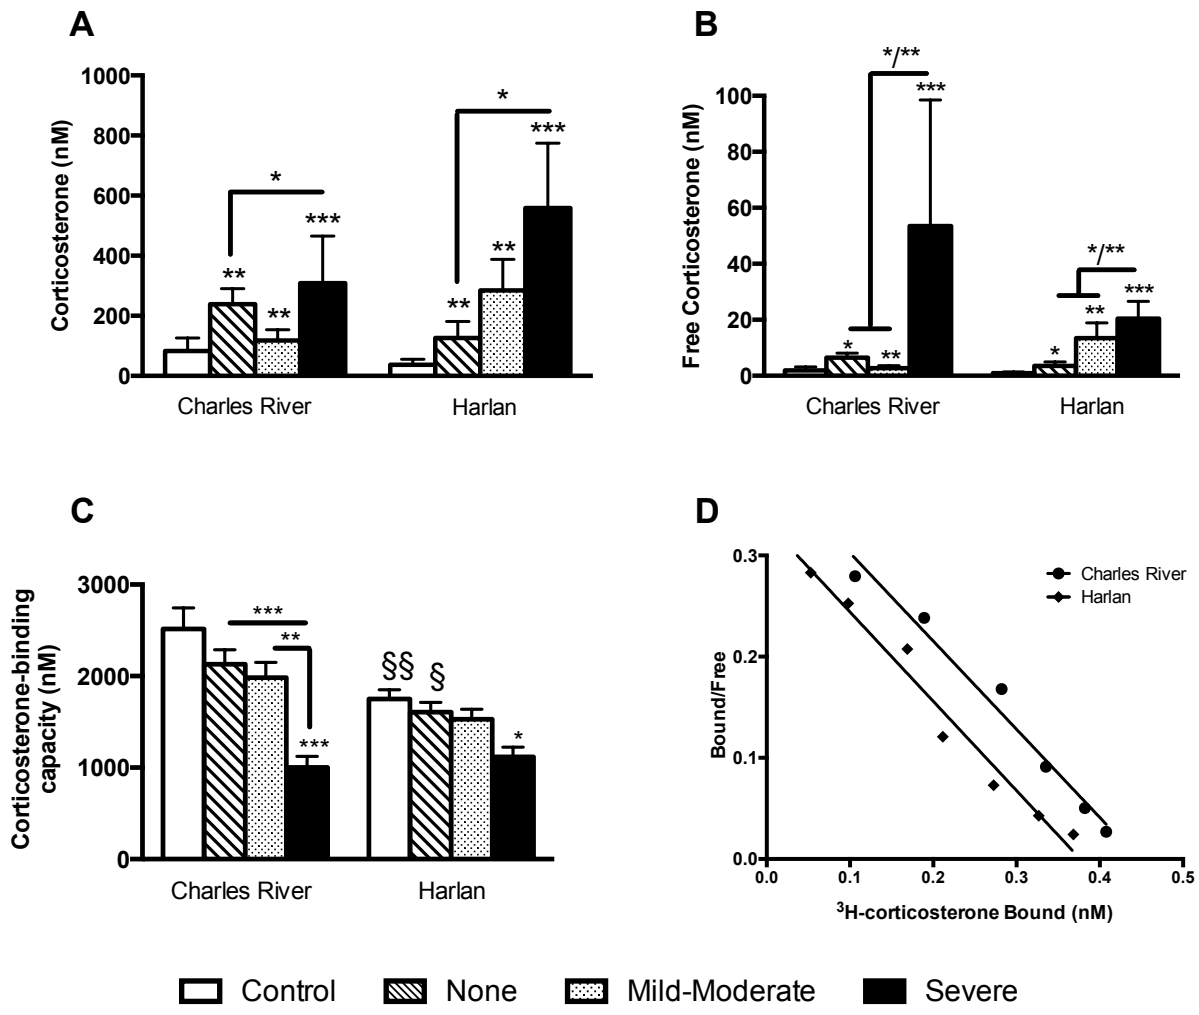 A
Corticosterone (nM)
1000
800
600
400
200
0
*
*
**
**
***
**
**
***
Charles River
Harlan
B
Free Corticosterone (nM)
100
80
60
40
20
0
*/**
***
*/**
*
**
*
**
***
Charles River
Harlan
C
Corticosterone-binding
capacity (nM)
3000
2000
1000
0
***
**
***
§§
§
*
Charles River
Harlan
D
Bound/Free
0.3
0.2
0.1
0.0
Charles River
Harlan
0.0 0.1 0.2 0.3 0.4 0.5
³H-corticosterone Bound (nM)
Control None Mild-Moderate Severe